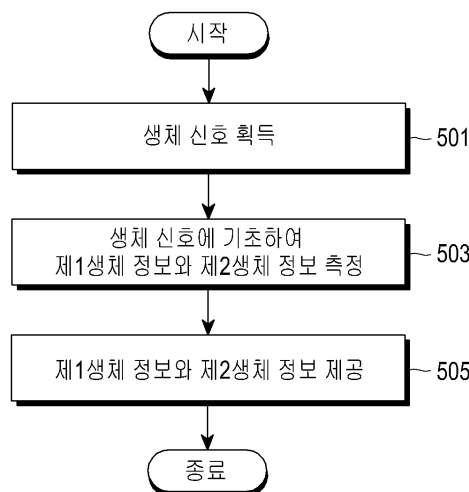 시작
생체 신호 획득
501
생체 신호에 기초하여
제1생체 정보와 제2생체 정보 측정
503
제1생체 정보와 제2생체 정보 제공
505
종료